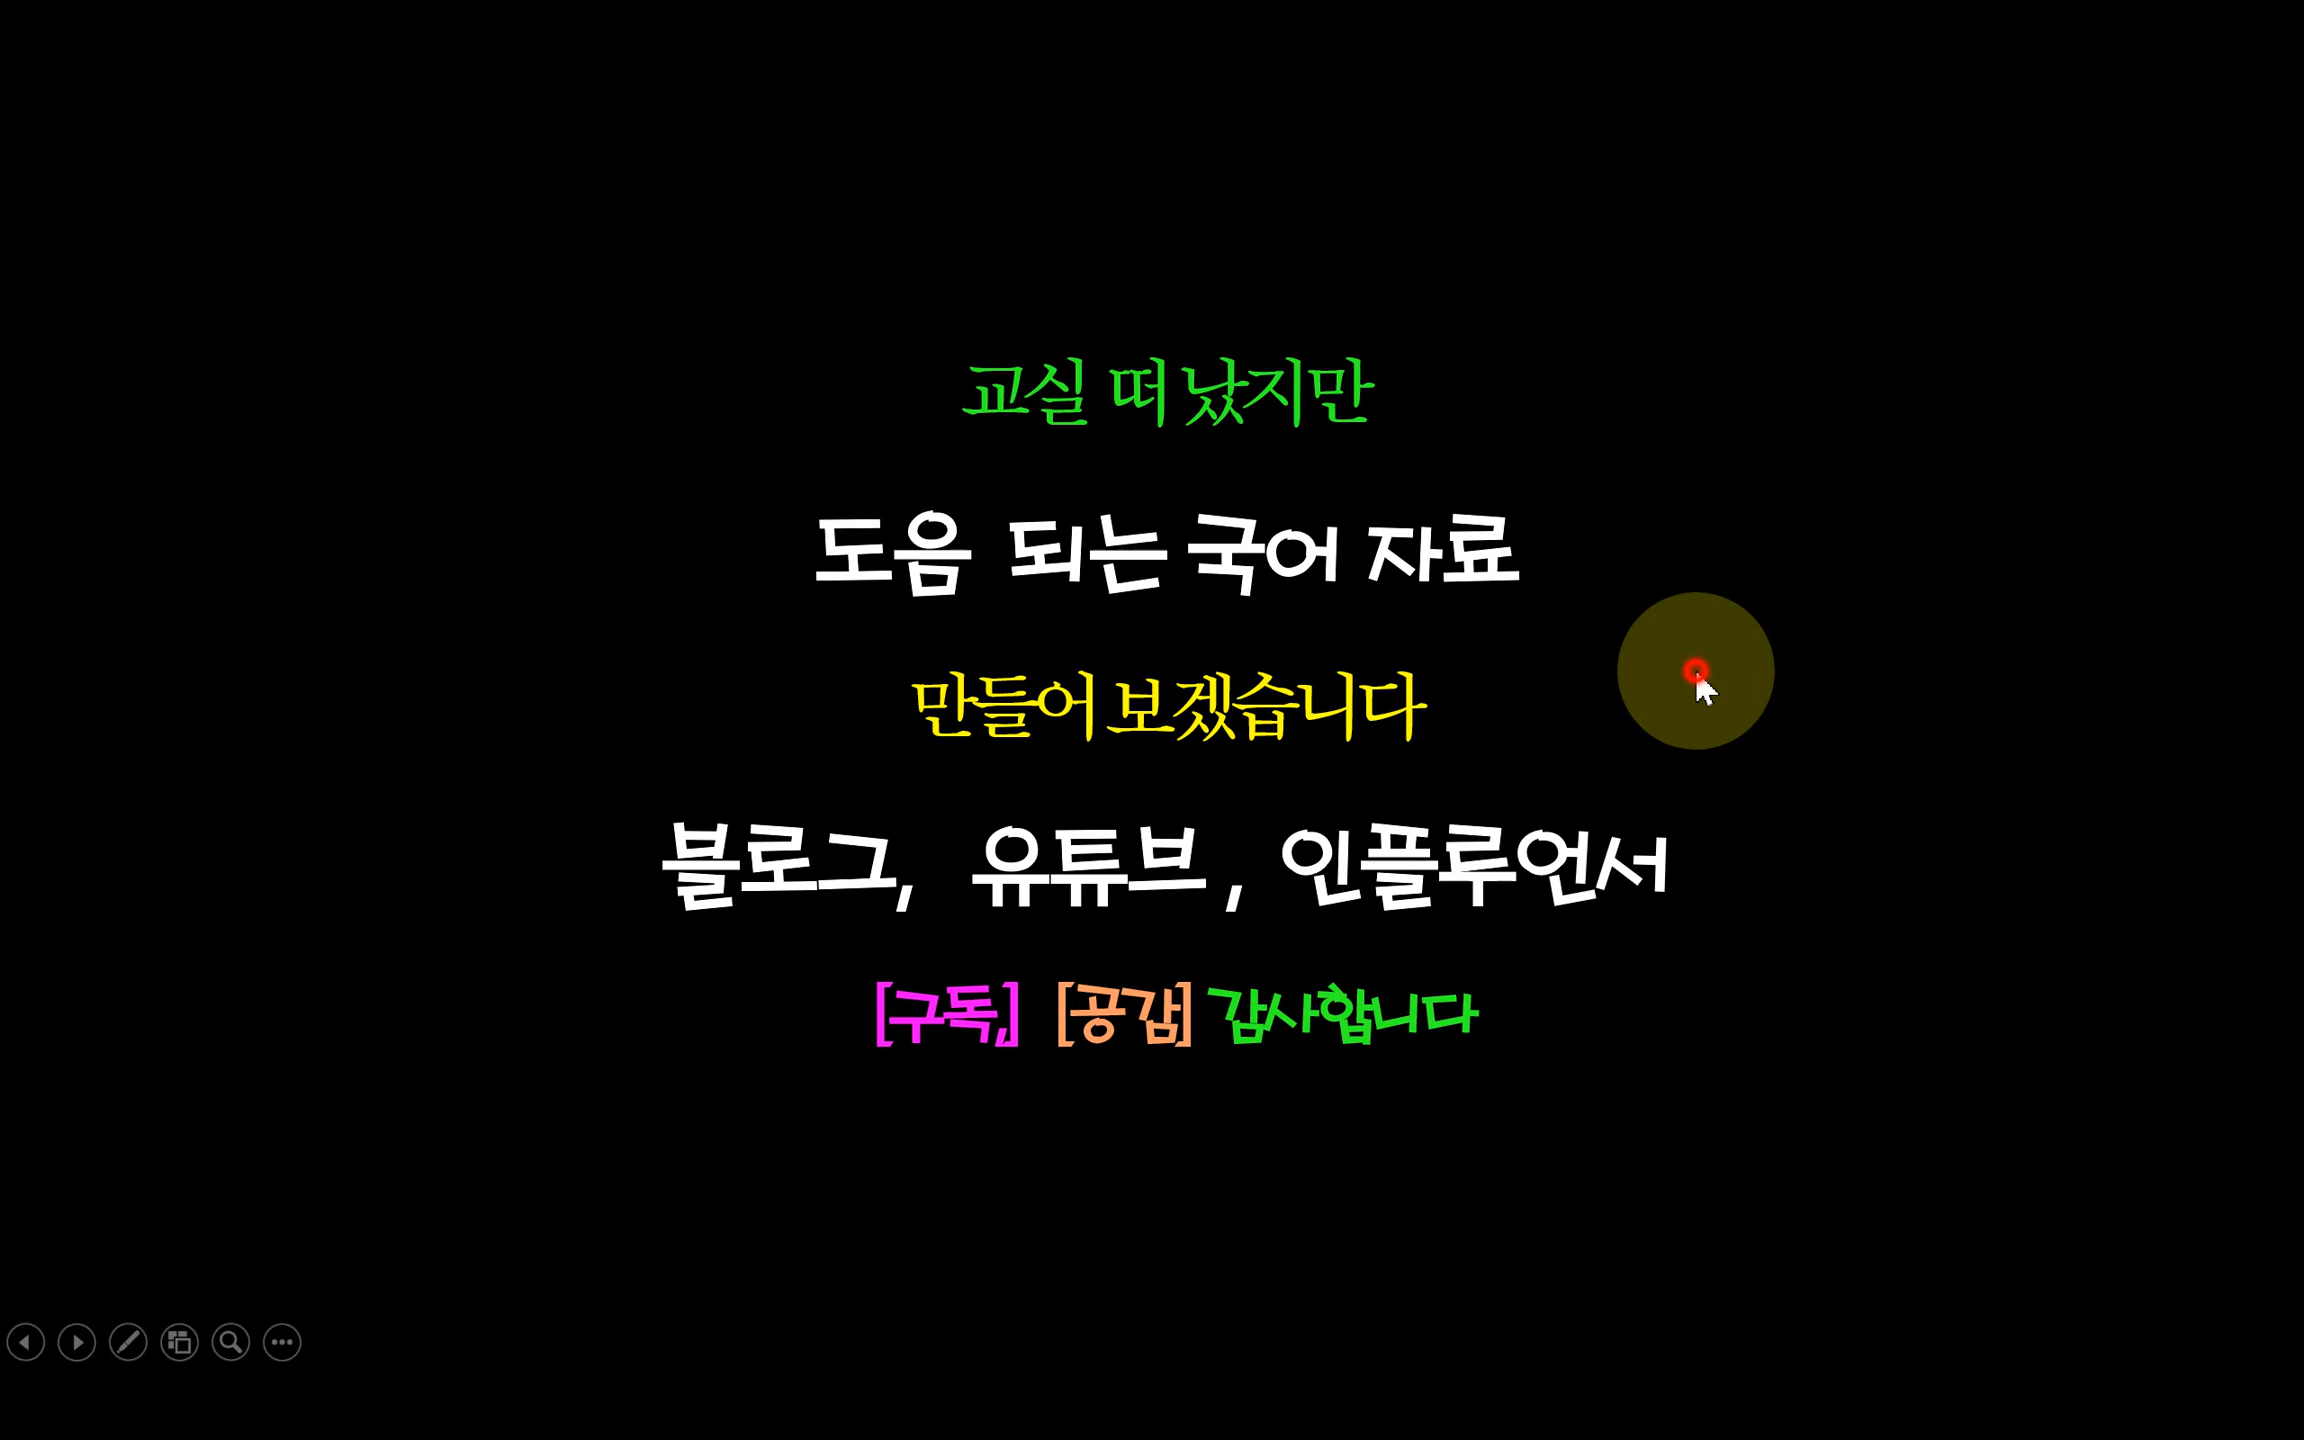 교실 떠 났지만
도음 되는 국어 자료
만들어 보겠습니다
블로그, 유튜브, 인플루언서
[구독,] [공감] 감사합니다